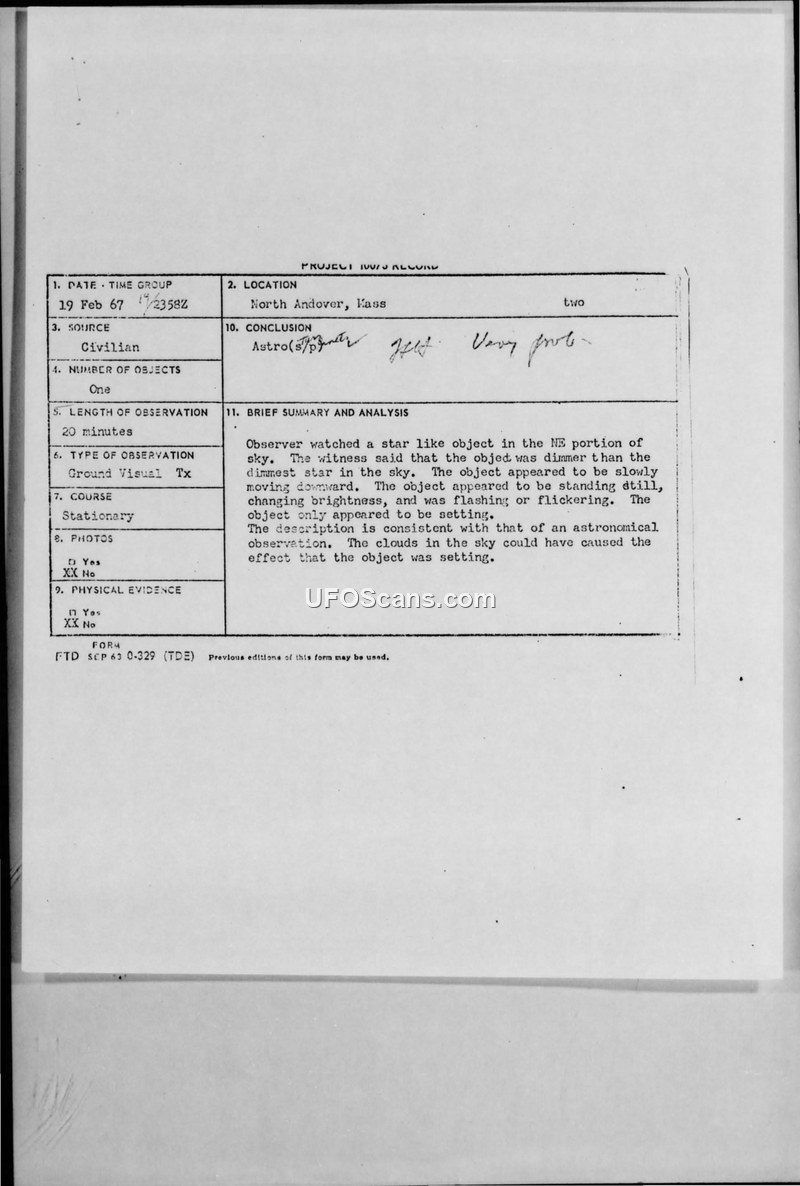 PROJECT 10073 RECORD
1. DATE - TIME GROUP
19 Feb 67 19/2358Z
2. LOCATION
North Andover, Mass two
3. SOURCE
Civilian
10. CONCLUSION
Astro(s/p)
Very prob-
4. NUMBER OF OBJECTS
One
5. LENGTH OF OBSERVATION
20 minutes
11. BRIEF SUMMARY AND ANALYSIS
Observer watched a star like object in the NE portion of
sky. The witness said that the object was dimmer than the
dimmest star in the sky. The object appeared to be slowly
moving downward. The object appeared to be standing still,
changing brightness, and was flashing or flickering. The
object only appeared to be setting.
The description is consistent with that of an astronomical
observation. The clouds in the sky could have caused the
effect that the object was setting.
6. TYPE OF OBSERVATION
Ground Visual Tx
7. COURSE
Stationary
8. PHOTOS
□ Yes
XX No
9. PHYSICAL EVIDENCE
□ Yes
XX No
UFOScans.com
FORM
FTD SEP 63 0-329 (TDE) Previous editions of this form may be used.